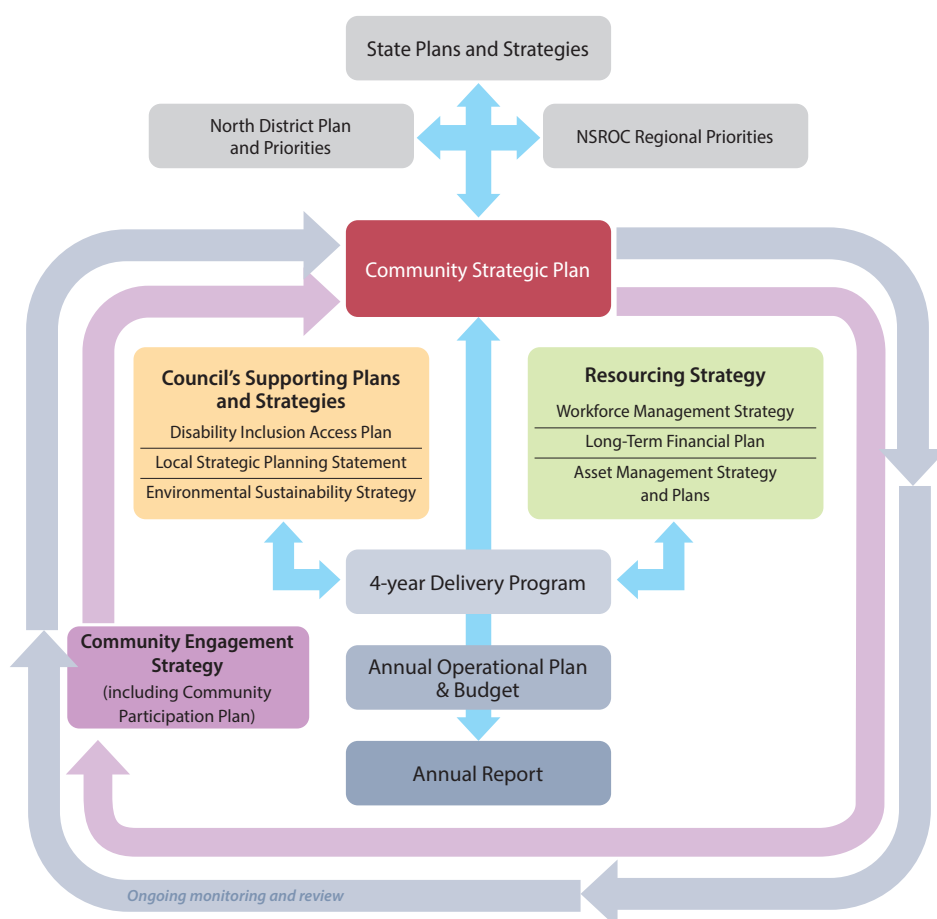 State Plans and Strategies
North District Plan
and Priorities
NSROC Regional Priorities
Community Strategic Plan
Council’s Supporting Plans
and Strategies
Disability Inclusion Access Plan
Local Strategic Planning Statement
Environmental Sustainability Strategy
Resourcing Strategy
Workforce Management Strategy
Long-Term Financial Plan
Asset Management Strategy
and Plans
4-year Delivery Program
Community Engagement
Strategy
(including Community
Participation Plan)
Annual Operational Plan
& Budget
Annual Report
Ongoing monitoring and review